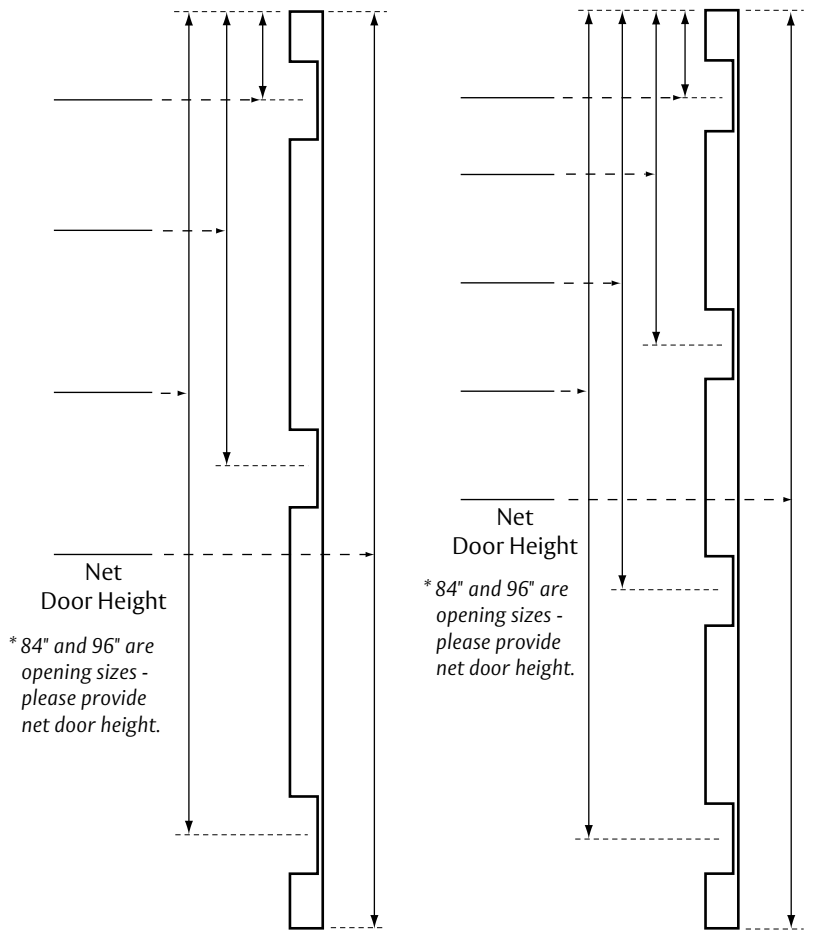 Net
Door Height
* 84" and 96" are
opening sizes -
please provide
net door height.
Net
Door Height
* 84" and 96" are
opening sizes -
please provide
net door height.